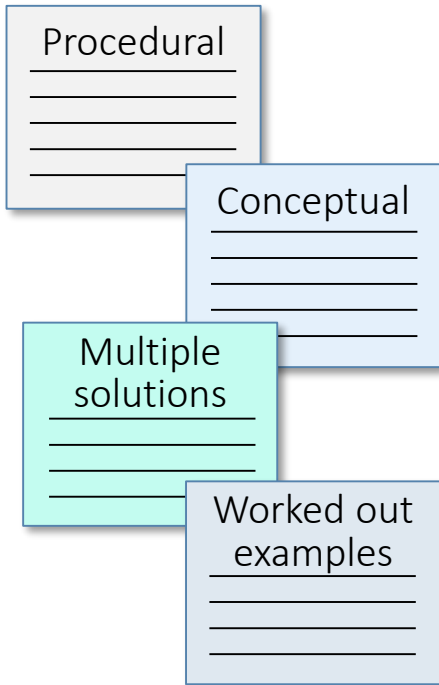 Procedural
Conceptual
Multiple
solutions
Worked out
examples